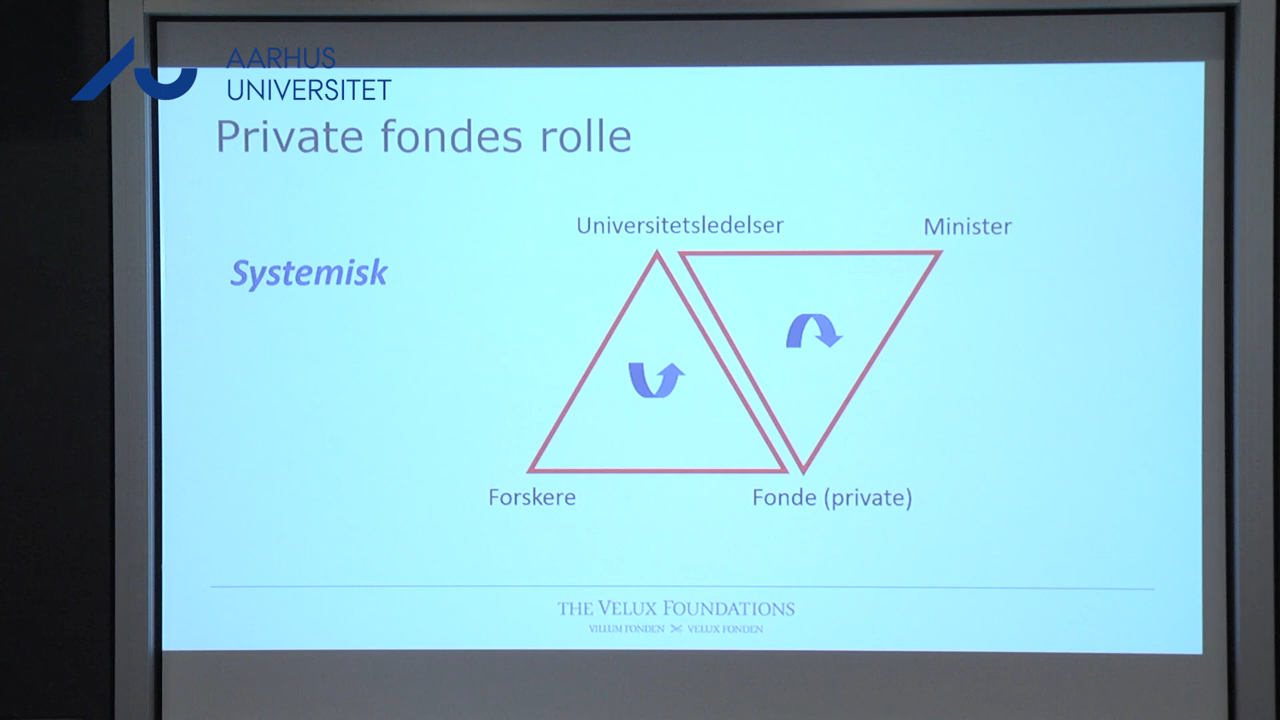 AARHUS
UNIVERSITET
Private fondes rolle
Systemisk
Universitetsledelser
Minister
Forskere
Fonde (private)
THE VELUX FOUNDATIONS
VILLUM FONDEN VELUX FONDEN